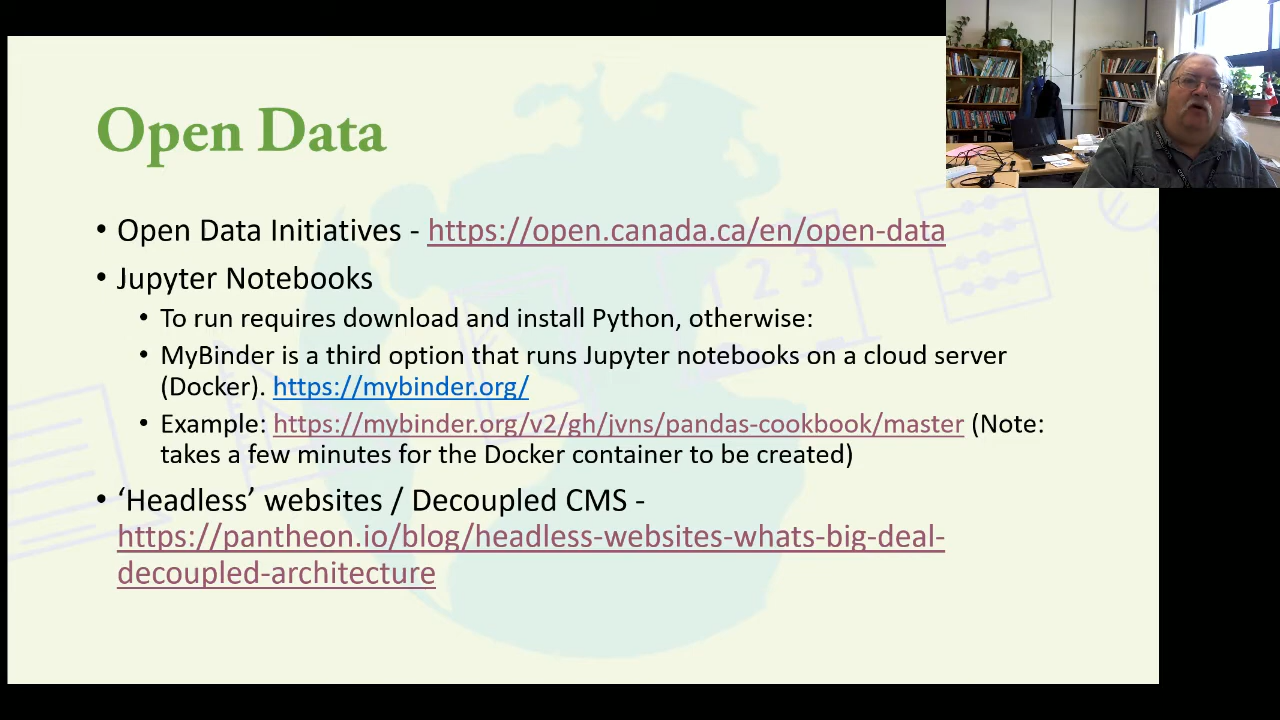 Open Data
• Open Data Initiatives - https://open.canada.ca/en/open-data
• Jupyter Notebooks
• To run requires download and install Python, otherwise:
• MyBinder is a third option that runs Jupyter notebooks on a cloud server
(Docker). https://mybinder.org/
• Example: https://mybinder.org/v2/gh/jvns/pandas-cookbook/master (Note:
takes a few minutes for the Docker container to be created)
• ‘Headless’ websites / Decoupled CMS -
https://pantheon.io/blog/headless-websites-whats-big-deal-
decoupled-architecture
1 2 3